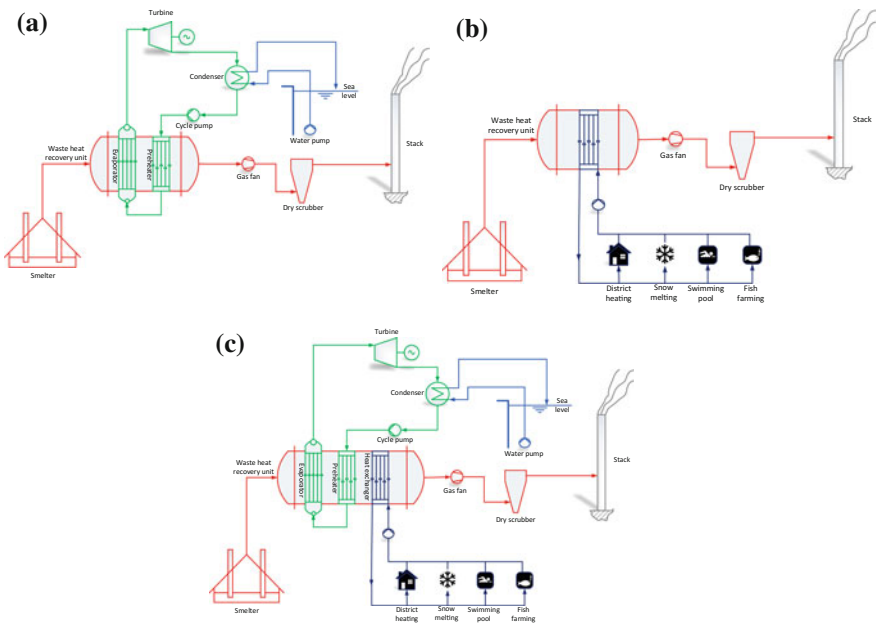 (a)
Turbine
Condenser
Sea
level
Cycle pump
Water pump
Waste heat
recovery unit
Evaporator
Preheater
Gas fan
Dry scrubber
Stack
Smelter
(b)
Waste heat
recovery unit
Gas fan
Dry scrubber
Stack
Smelter
District
heating
Snow
melting
Swimming
pool
Fish
farming
(c)
Turbine
Condenser
Sea
level
Cycle pump
Water pump
Waste heat
recovery unit
Evaporator
Preheater
Heat exchanger
Gas fan
Dry scrubber
Stack
Smelter
District
heating
Snow
melting
Swimming
pool
Fish
farming